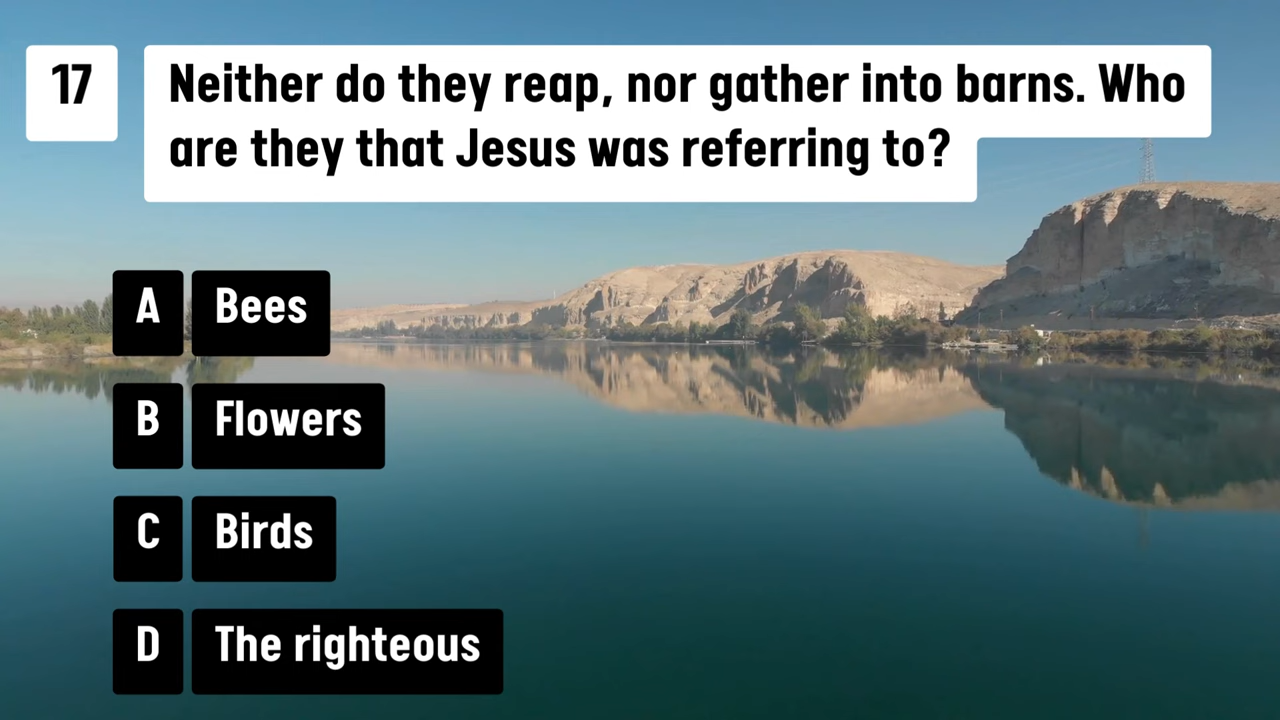 17
Neither do they reap, nor gather into barns. Who
are they that Jesus was referring to?
A Bees
B Flowers
C Birds
D The righteous